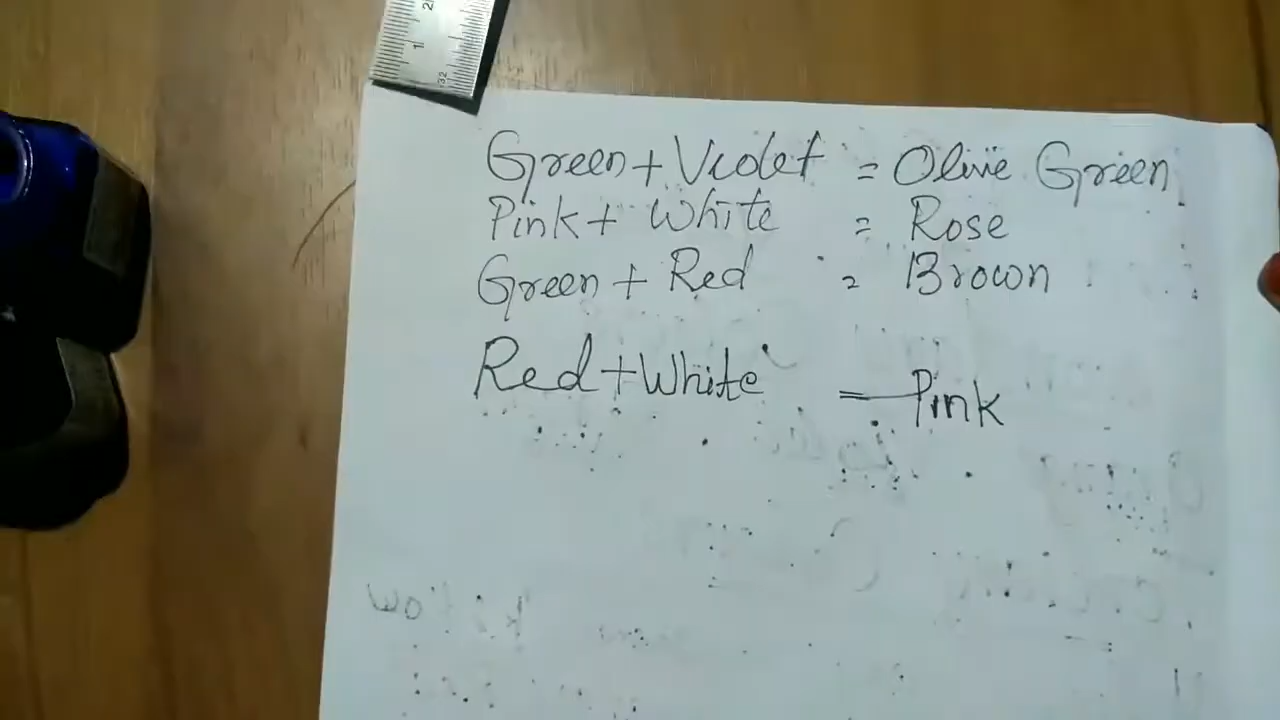 Green + Violet = Olive Green
Pink + White = Rose
Green + Red = Brown
Red + White = Pink